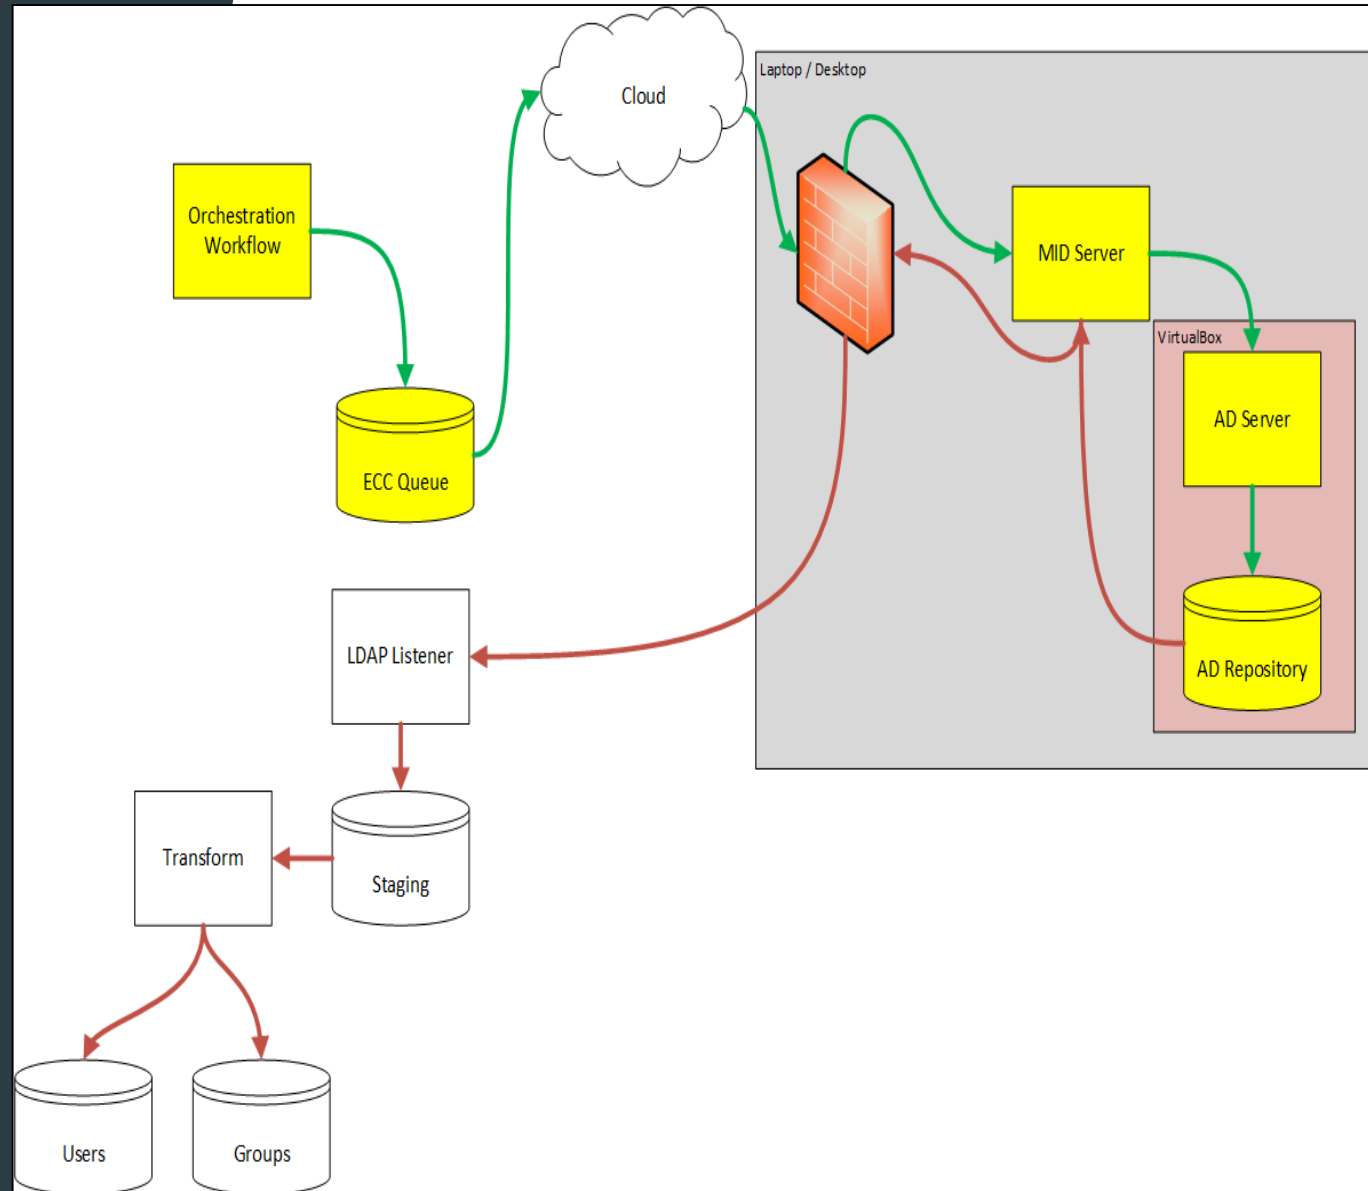 Cloud
Laptop / Desktop
Orchestration
Workflow
MID Server
VirtualBox
AD Server
ECC Queue
LDAP Listener
AD Repository
Transform
Staging
Users
Groups